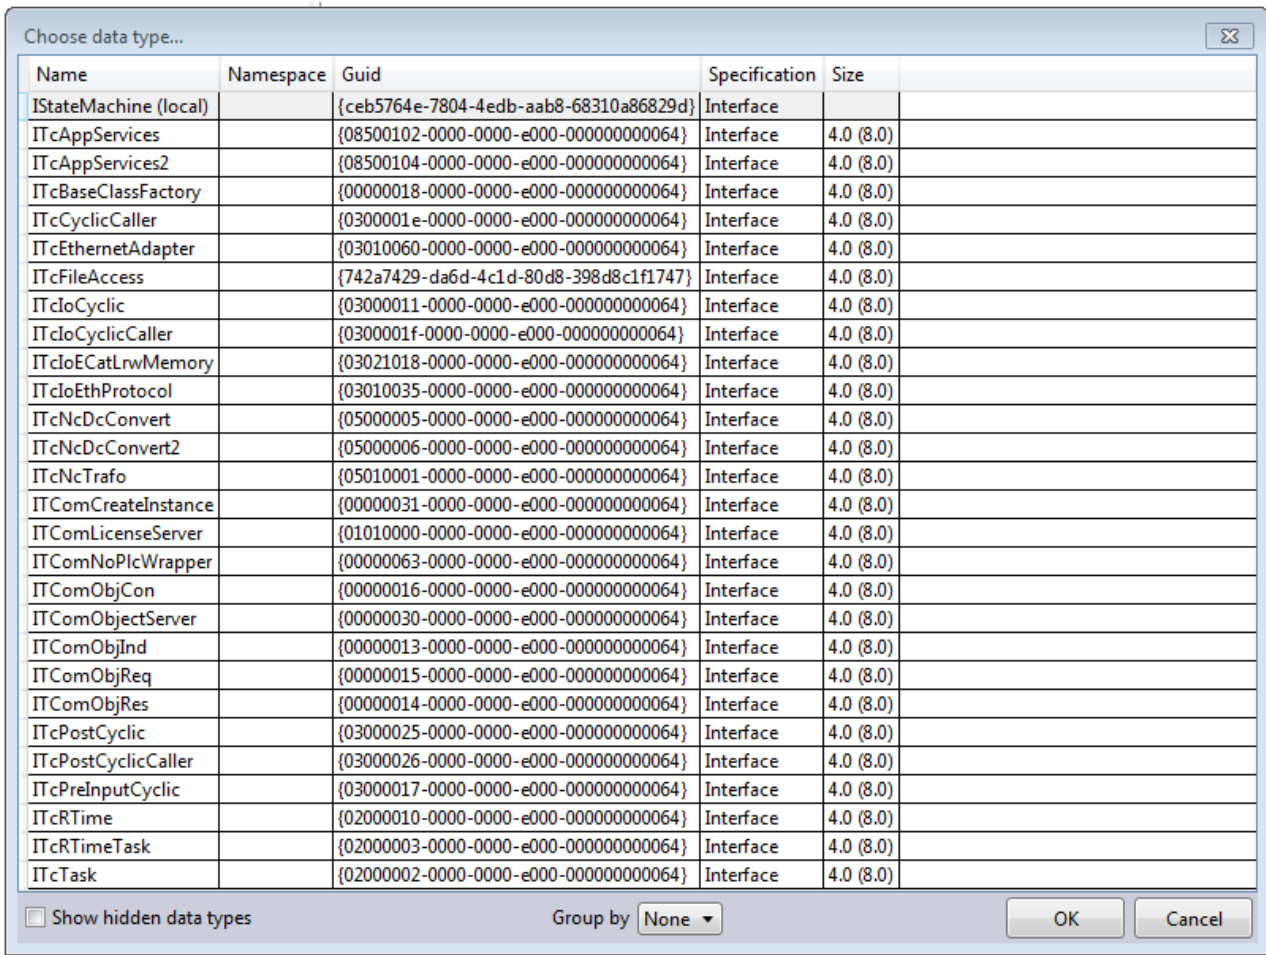 Choose data type...
Name Namespace Guid Specification Size
IStateMachine (local) {ceb5764e-7804-4edb-aab8-68310a86829d} Interface
ITcAppServices {08500102-0000-0000-e000-000000000064} Interface 4.0 (8.0)
ITcAppServices2 {08500104-0000-0000-e000-000000000064} Interface 4.0 (8.0)
ITcBaseClassFactory {00000018-0000-0000-e000-000000000064} Interface 4.0 (8.0)
ITcCyclicCaller {0300001e-0000-0000-e000-000000000064} Interface 4.0 (8.0)
ITcEthernetAdapter {03010060-0000-0000-e000-000000000064} Interface 4.0 (8.0)
ITcFileAccess {742a7429-da6d-4c1d-80d8-398d8c1f1747} Interface 4.0 (8.0)
ITcIoCyclic {03000011-0000-0000-e000-000000000064} Interface 4.0 (8.0)
ITcIoCyclicCaller {0300001f-0000-0000-e000-000000000064} Interface 4.0 (8.0)
ITcIoECatLrwMemory {03021018-0000-0000-e000-000000000064} Interface 4.0 (8.0)
ITcIoEthProtocol {03010035-0000-0000-e000-000000000064} Interface 4.0 (8.0)
ITcNcDcConvert {05000005-0000-0000-e000-000000000064} Interface 4.0 (8.0)
ITcNcDcConvert2 {05000006-0000-0000-e000-000000000064} Interface 4.0 (8.0)
ITcNcTrafo {05010001-0000-0000-e000-000000000064} Interface 4.0 (8.0)
ITComCreateInstance {00000031-0000-0000-e000-000000000064} Interface 4.0 (8.0)
ITComLicenseServer {01010000-0000-0000-e000-000000000064} Interface 4.0 (8.0)
ITComNoPlcWrapper {00000063-0000-0000-e000-000000000064} Interface 4.0 (8.0)
ITComObjCon {00000016-0000-0000-e000-000000000064} Interface 4.0 (8.0)
ITComObjectServer {00000030-0000-0000-e000-000000000064} Interface 4.0 (8.0)
ITComObjInd {00000013-0000-0000-e000-000000000064} Interface 4.0 (8.0)
ITComObjReq {00000015-0000-0000-e000-000000000064} Interface 4.0 (8.0)
ITComObjRes {00000014-0000-0000-e000-000000000064} Interface 4.0 (8.0)
ITcPostCyclic {03000025-0000-0000-e000-000000000064} Interface 4.0 (8.0)
ITcPostCyclicCaller {03000026-0000-0000-e000-000000000064} Interface 4.0 (8.0)
ITcPreInputCyclic {03000017-0000-0000-e000-000000000064} Interface 4.0 (8.0)
ITcRTime {02000010-0000-0000-e000-000000000064} Interface 4.0 (8.0)
ITcRTimeTask {02000003-0000-0000-e000-000000000064} Interface 4.0 (8.0)
ITcTask {02000002-0000-0000-e000-000000000064} Interface 4.0 (8.0)
Show hidden data types Group by None OK Cancel